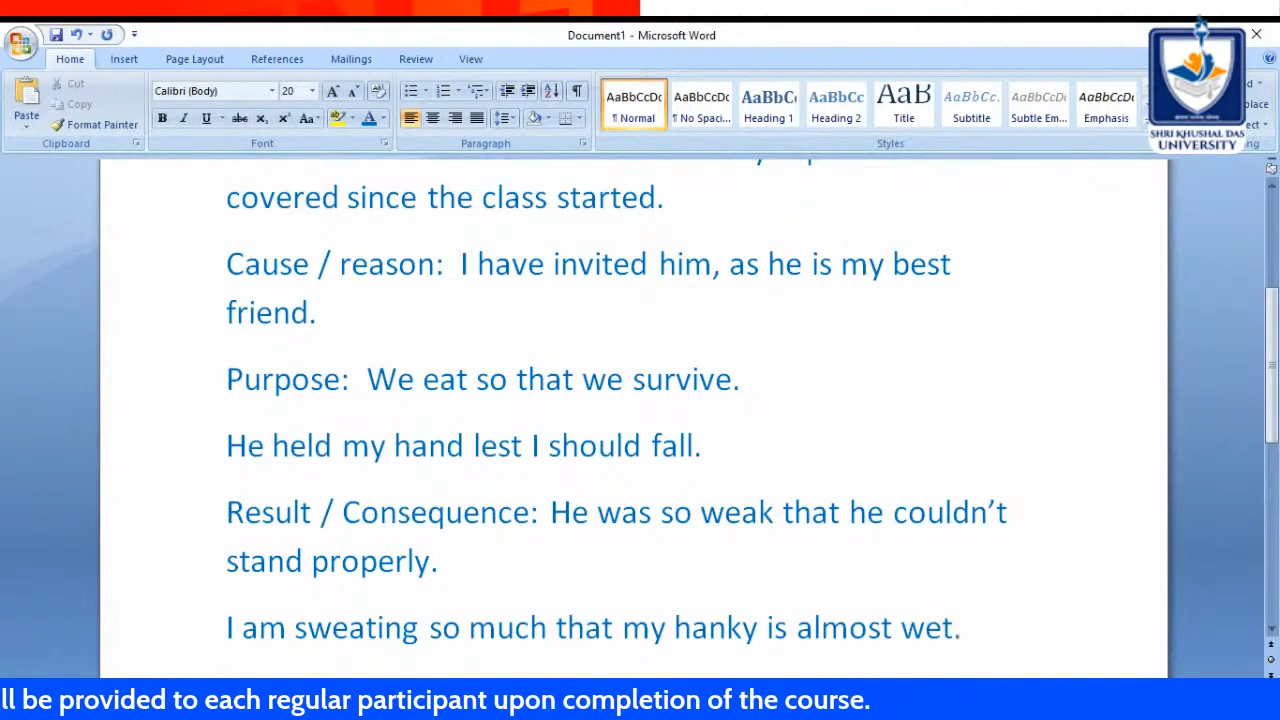 Document1 - Microsoft Word
Home Insert Page Layout References Mailings Review View
Cut
Copy
Format Painter
Paste
Calibri (Body) 20
AaBbCcDc AaBbCcDc AaBbC AaBbCc AaB AaBbCc. AaBbCcDc AaBbCcDc
¶ Normal ¶ No Spaci... Heading 1 Heading 2 Title Subtitle Subtle Em... Emphasis
Clipboard Font Paragraph Styles
SHRI KHUSHAL DAS
UNIVERSITY
covered since the class started.
Cause / reason: I have invited him, as he is my best
friend.
Purpose: We eat so that we survive.
He held my hand lest I should fall.
Result / Consequence: He was so weak that he couldn’t
stand properly.
I am sweating so much that my hanky is almost wet.
ll be provided to each regular participant upon completion of the course.